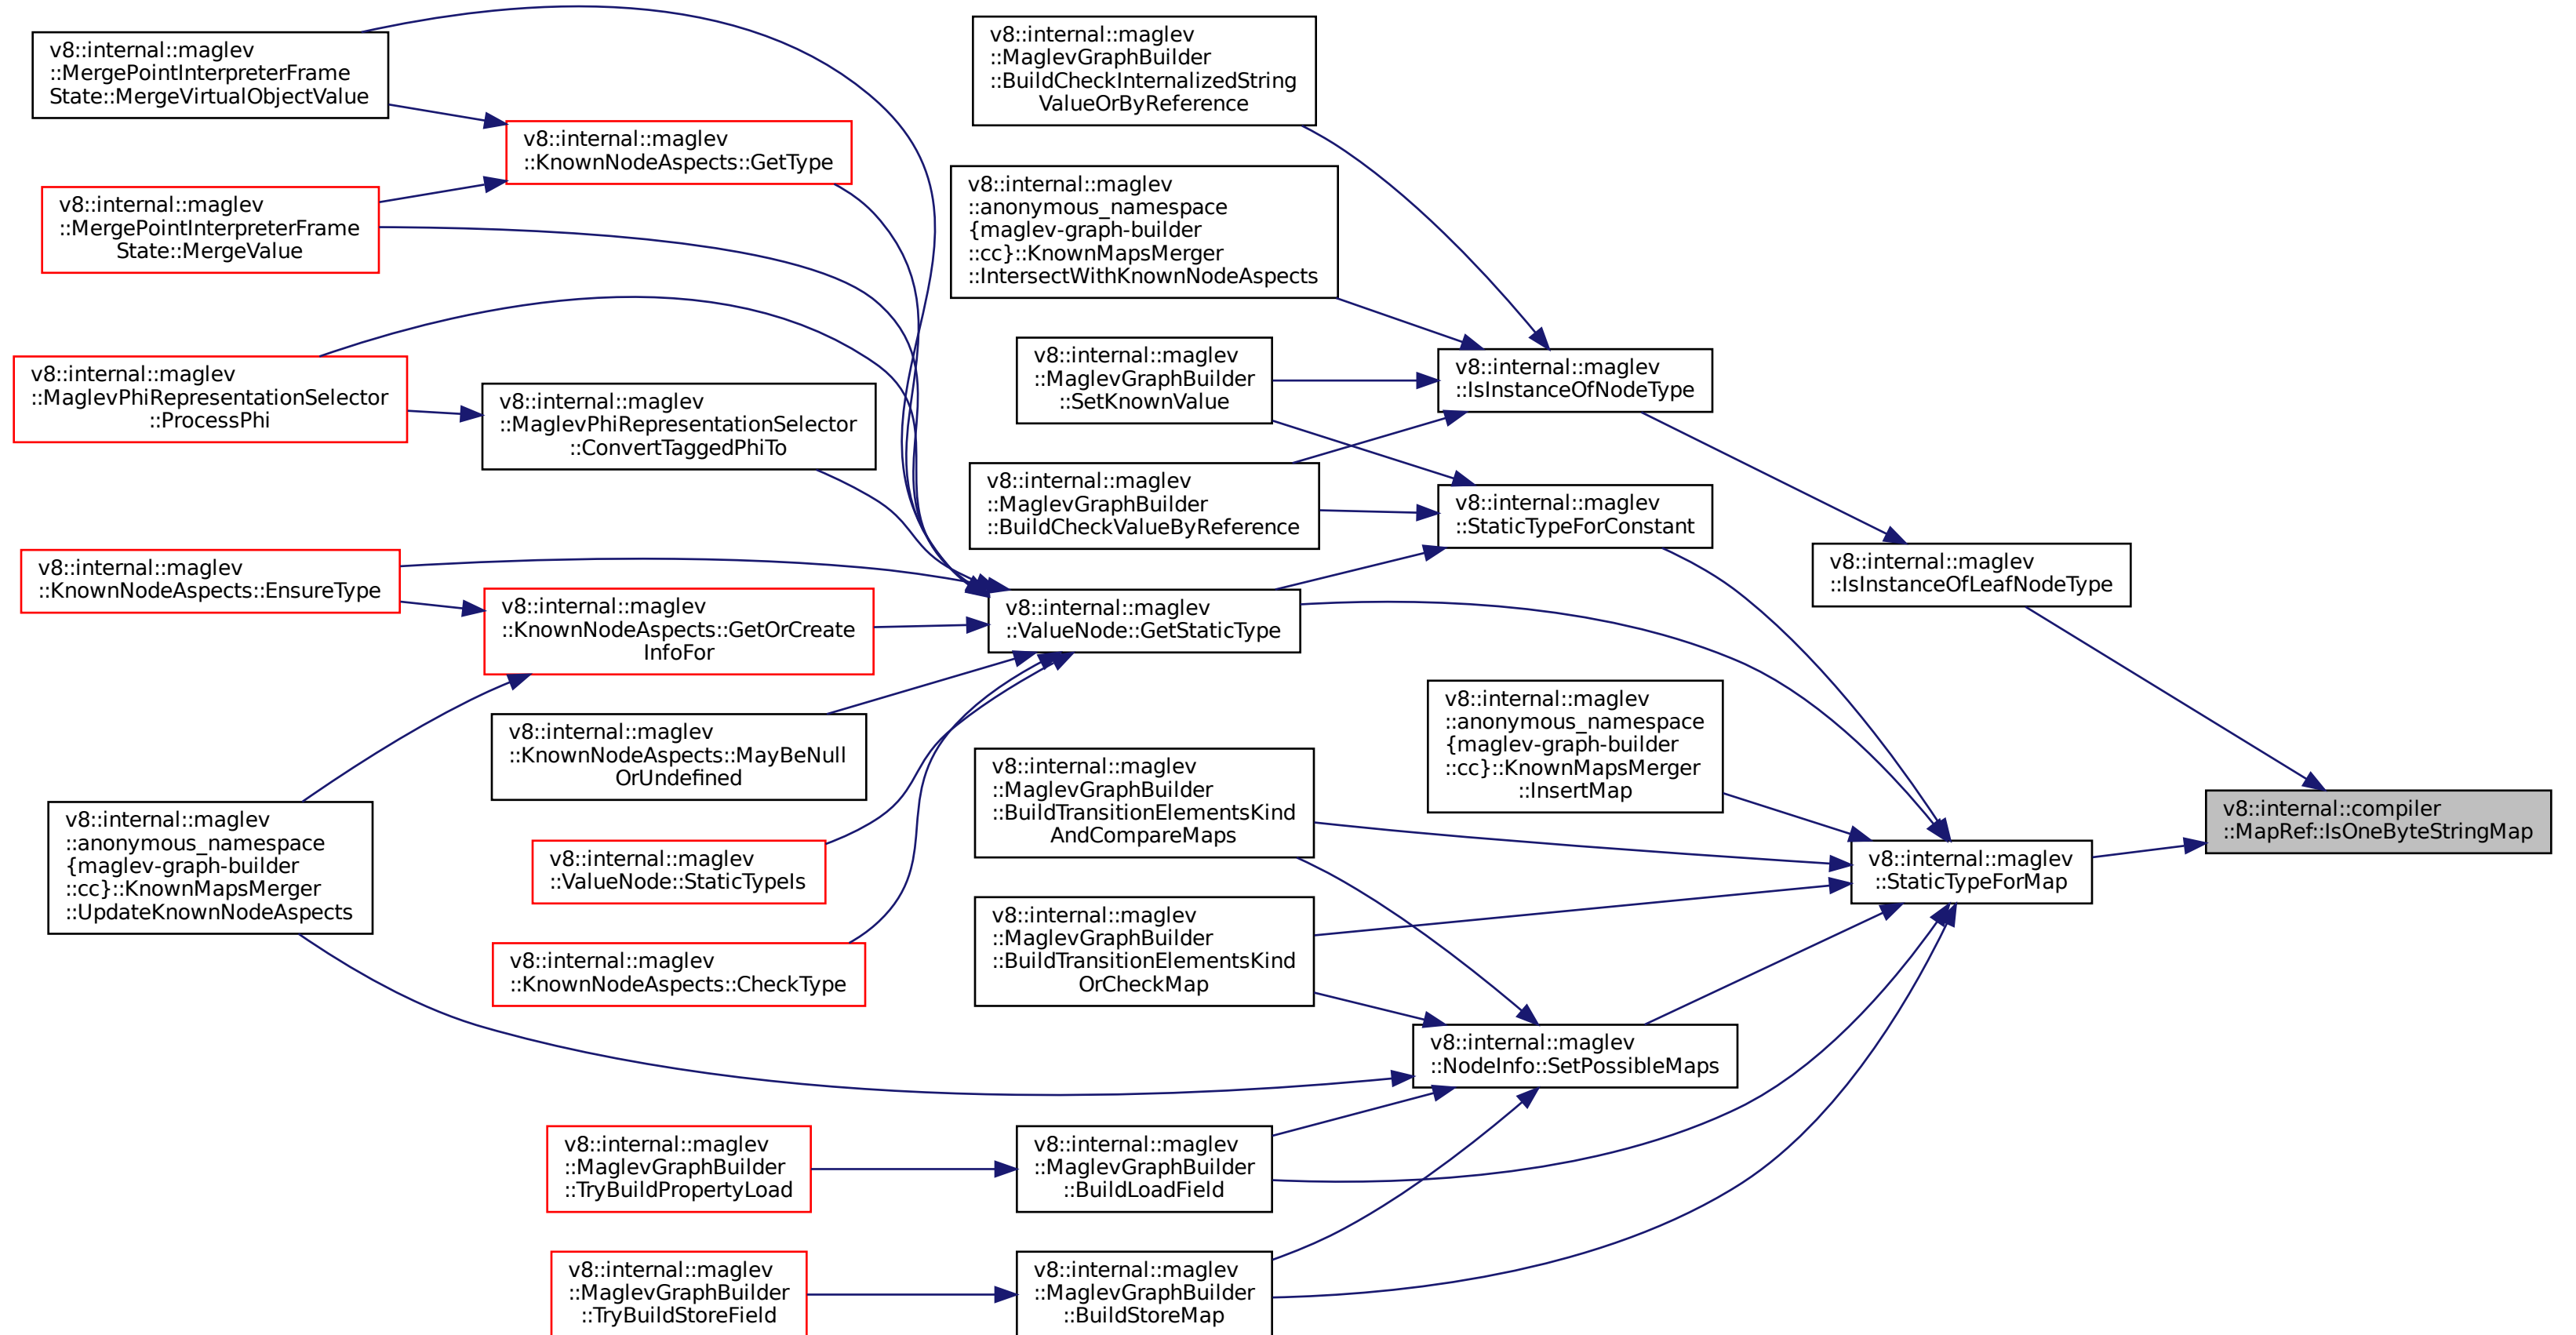 v8::internal::maglev
::MergePointInterpreterFrame
State::MergeVirtualObjectValue
v8::internal::maglev
::KnownNodeAspects::GetType
v8::internal::maglev
::MergePointInterpreterFrame
State::MergeValue
v8::internal::maglev
::MaglevPhiRepresentationSelector
::ProcessPhi
v8::internal::maglev
::MaglevPhiRepresentationSelector
::ConvertTaggedPhiTo
v8::internal::maglev
::KnownNodeAspects::EnsureType
v8::internal::maglev
::KnownNodeAspects::GetOrCreate
InfoFor
v8::internal::maglev
::KnownNodeAspects::MayBeNull
OrUndefined
v8::internal::maglev
::anonymous_namespace
{maglev-graph-builder
::cc}::KnownMapsMerger
::UpdateKnownNodeAspects
v8::internal::maglev
::ValueNode::StaticTypeIs
v8::internal::maglev
::KnownNodeAspects::CheckType
v8::internal::maglev
::MaglevGraphBuilder
::TryBuildPropertyLoad
v8::internal::maglev
::MaglevGraphBuilder
::TryBuildStoreField
v8::internal::maglev
::MaglevGraphBuilder
::BuildCheckInternalizedString
ValueOrByReference
v8::internal::maglev
::anonymous_namespace
{maglev-graph-builder
::cc}::KnownMapsMerger
::IntersectWithKnownNodeAspects
v8::internal::maglev
::MaglevGraphBuilder
::SetKnownValue
v8::internal::maglev
::MaglevGraphBuilder
::BuildCheckValueByReference
v8::internal::maglev
::ValueNode::GetStaticType
v8::internal::maglev
::MaglevGraphBuilder
::BuildTransitionElementsKind
AndCompareMaps
v8::internal::maglev
::MaglevGraphBuilder
::BuildTransitionElementsKind
OrCheckMap
v8::internal::maglev
::MaglevGraphBuilder
::BuildLoadField
v8::internal::maglev
::MaglevGraphBuilder
::BuildStoreMap
v8::internal::maglev
::IsInstanceOfNodeType
v8::internal::maglev
::StaticTypeForConstant
v8::internal::maglev
::anonymous_namespace
{maglev-graph-builder
::cc}::KnownMapsMerger
::InsertMap
v8::internal::maglev
::NodeInfo::SetPossibleMaps
v8::internal::maglev
::IsInstanceOfLeafNodeType
v8::internal::maglev
::StaticTypeForMap
v8::internal::compiler
::MapRef::IsOneByteStringMap